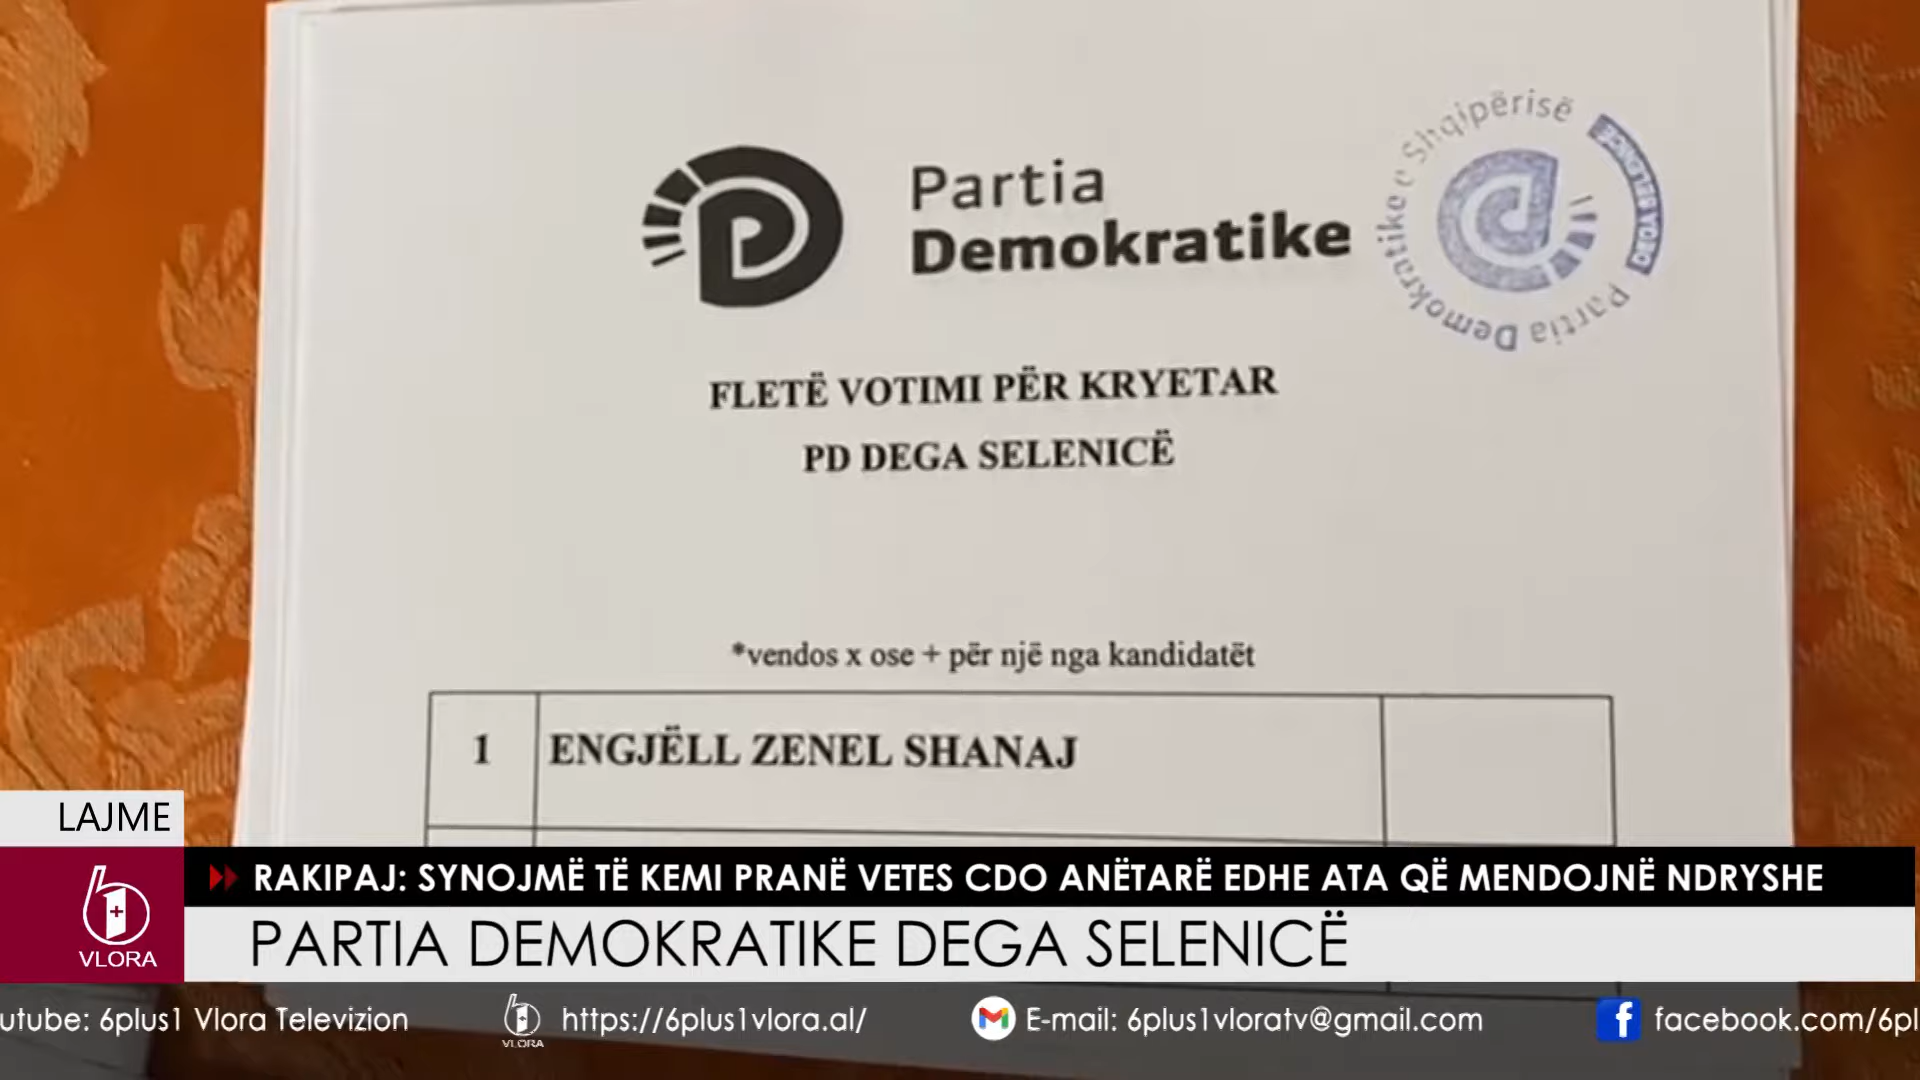 Partia
Demokratike
Partia Demokratike e Shqipërisë
DEGA SELENICË
FLETË VOTIMI PËR KRYETAR
PD DEGA SELENICË
*vendos x ose + për një nga kandidatët
1 ENGJËLL ZENEL SHANAJ
LAJME
RAKIPAJ: SYNOJMË TË KEMI PRANË VETES CDO ANËTARË EDHE ATA QË MENDOJNË NDRYSHE
VLORA
PARTIA DEMOKRATIKE DEGA SELENICË
utube: 6plus1 Vlora Televizion VLORA https://6plus1vlora.al/ E-mail: 6plus1vloratv@gmail.com facebook.com/6pl